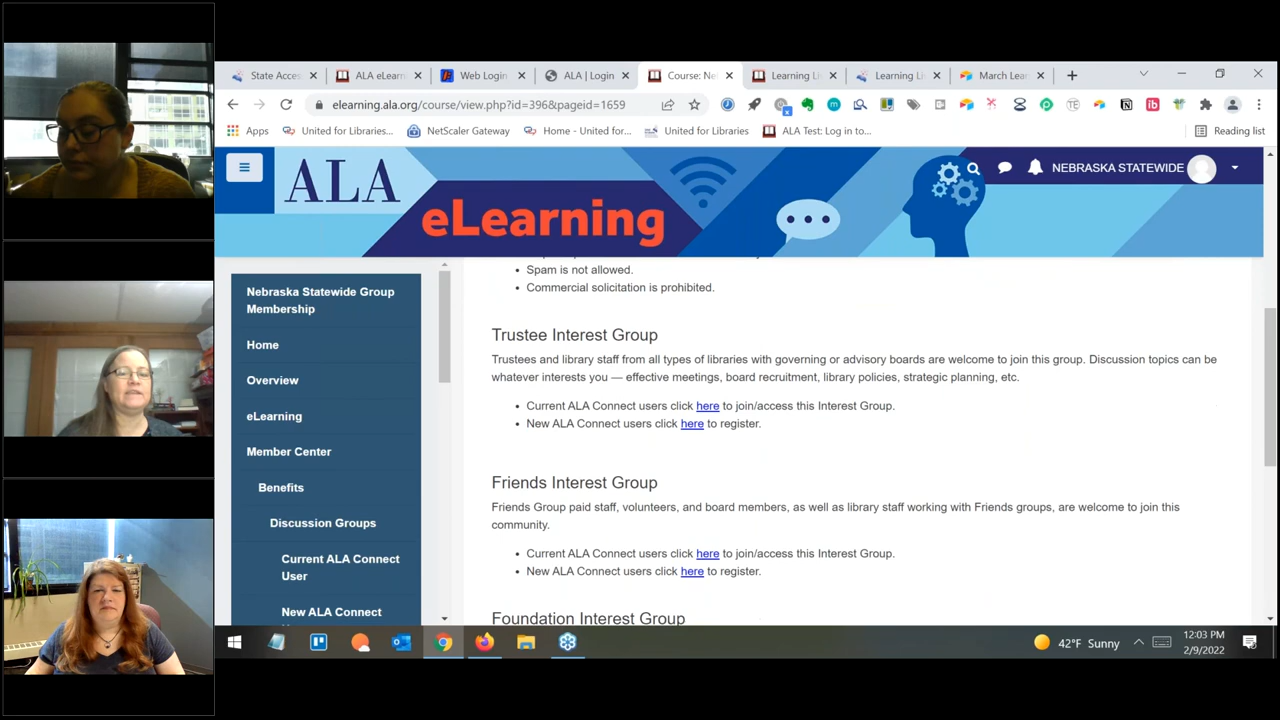 State Acces
ALA eLearn
Web Login
ALA | Login
Course: Ne
Learning Li
Learning Li
March Lear
elearning.ala.org/course/view.php?id=396&pageid=1659
Apps
United for Libraries...
NetScaler Gateway
Home - United for...
United for Libraries
ALA Test: Log in to...
Reading list
ALA
eLearning
NEBRASKA STATEWIDE
Nebraska Statewide Group
Membership
Home
Overview
eLearning
Member Center
Benefits
Discussion Groups
Current ALA Connect
User
New ALA Connect
• Spam is not allowed.
• Commercial solicitation is prohibited.
Trustee Interest Group
Trustees and library staff from all types of libraries with governing or advisory boards are welcome to join this group. Discussion topics can be
whatever interests you — effective meetings, board recruitment, library policies, strategic planning, etc.
• Current ALA Connect users click here to join/access this Interest Group.
• New ALA Connect users click here to register.
Friends Interest Group
Friends Group paid staff, volunteers, and board members, as well as library staff working with Friends groups, are welcome to join this
community.
• Current ALA Connect users click here to join/access this Interest Group.
• New ALA Connect users click here to register.
Foundation Interest Group
42°F Sunny
12:03 PM
2/9/2022